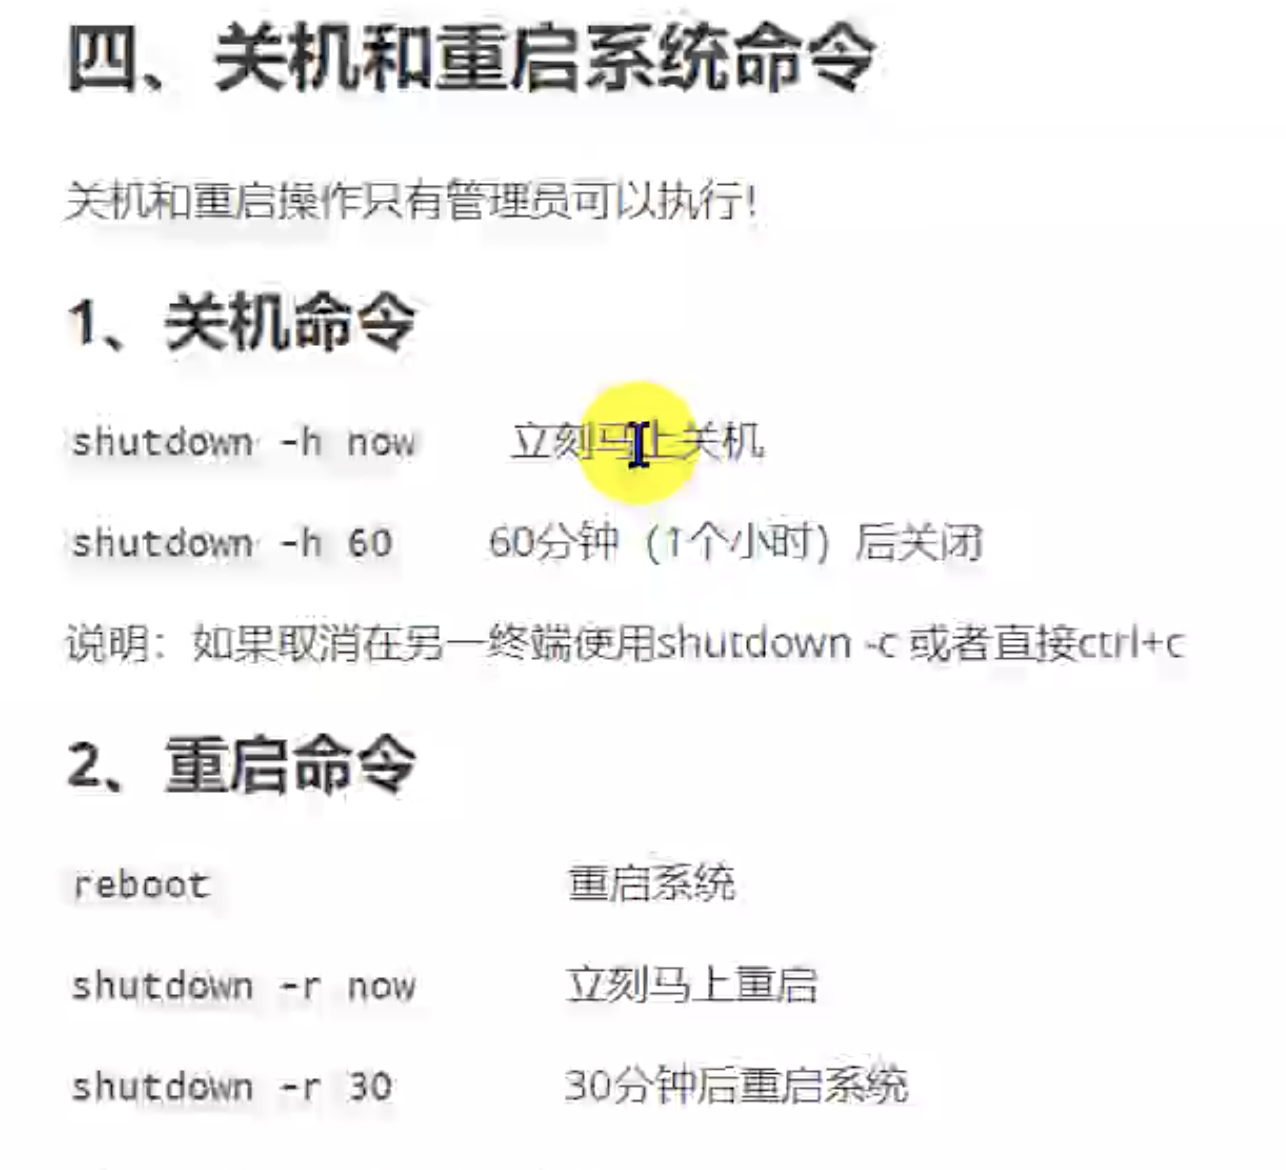 四、关机和重启系统命令
关机和重启操作只有管理员可以执行！
1、关机命令
shutdown -h now 立刻马上关机
shutdown -h 60 60分钟（1个小时）后关闭
说明：如果取消在另一终端使用shutdown -c 或者直接ctrl+c
2、重启命令
reboot 重启系统
shutdown -r now 立刻马上重启
shutdown -r 30 30分钟后重启系统